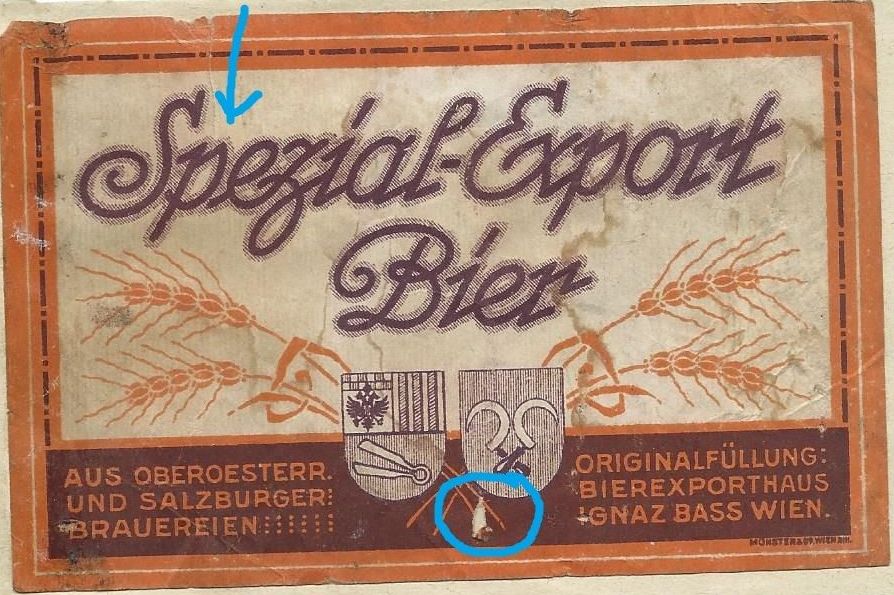 Spezial-Export
Bier
AUS OBEROESTERR.
UND SALZBURGER
BRAUEREIEN
ORIGINALFÜLLUNG:
BIEREXPORTHAUS
IGNAZ BASS WIEN.